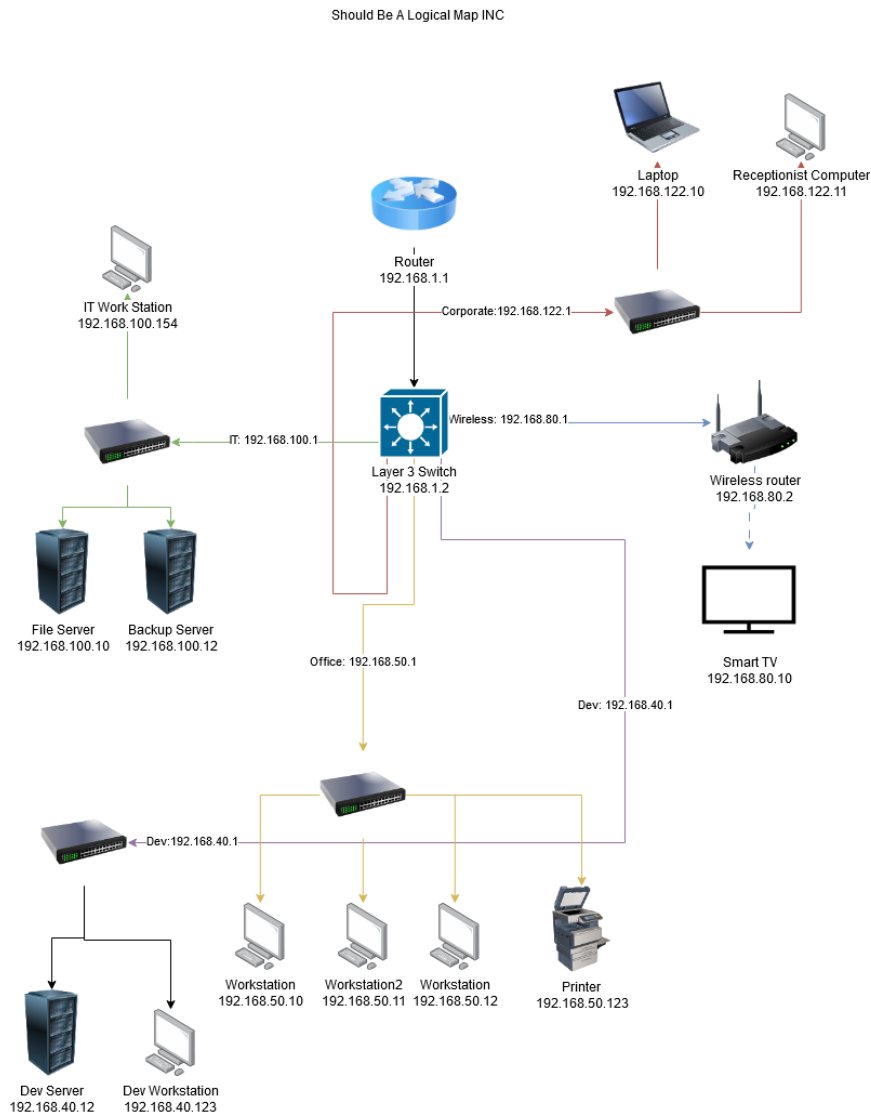 Should Be A Logical Map INC
Laptop
192.168.122.10
Receptionist Computer
192.168.122.11
Router
192.168.1.1
IT Work Station
192.168.100.154
Corporate:192.168.122.1
Wireless: 192.168.80.1
IT: 192.168.100.1
Layer 3 Switch
192.168.1.2
Wireless router
192.168.80.2
File Server
192.168.100.10
Backup Server
192.168.100.12
Office: 192.168.50.1
Smart TV
192.168.80.10
Dev: 192.168.40.1
Dev:192.168.40.1
Workstation
192.168.50.10
Workstation2
192.168.50.11
Workstation
192.168.50.12
Printer
192.168.50.123
Dev Server
192.168.40.12
Dev Workstation
192.168.40.123